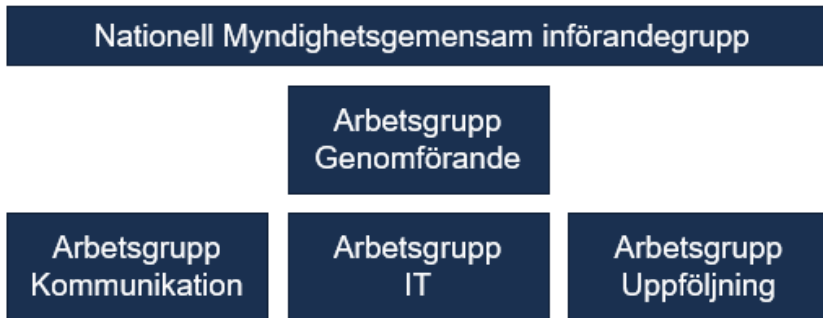 Nationell Myndighetsgemensam införandegrupp
Arbetsgrupp
Genomförande
Arbetsgrupp
Kommunikation
Arbetsgrupp
IT
Arbetsgrupp
Uppföljning